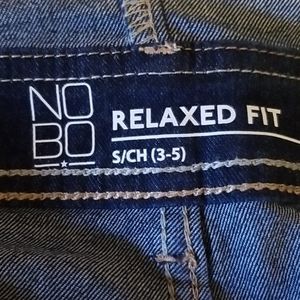 NO
BO
RELAXED FIT
S/CH (3-5)